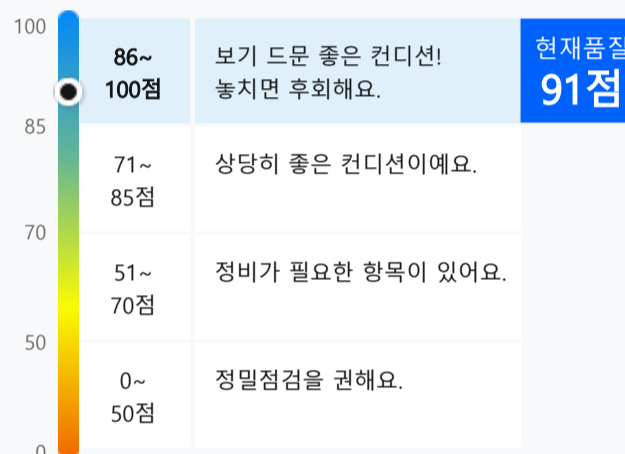 100
86~
100점
보기 드문 좋은 컨디션!
놓치면 후회해요.
현재품질
91점
85
71~
85점
상당히 좋은 컨디션이예요.
70
51~
70점
정비가 필요한 항목이 있어요.
50
0~
50점
정밀점검을 권해요.
0